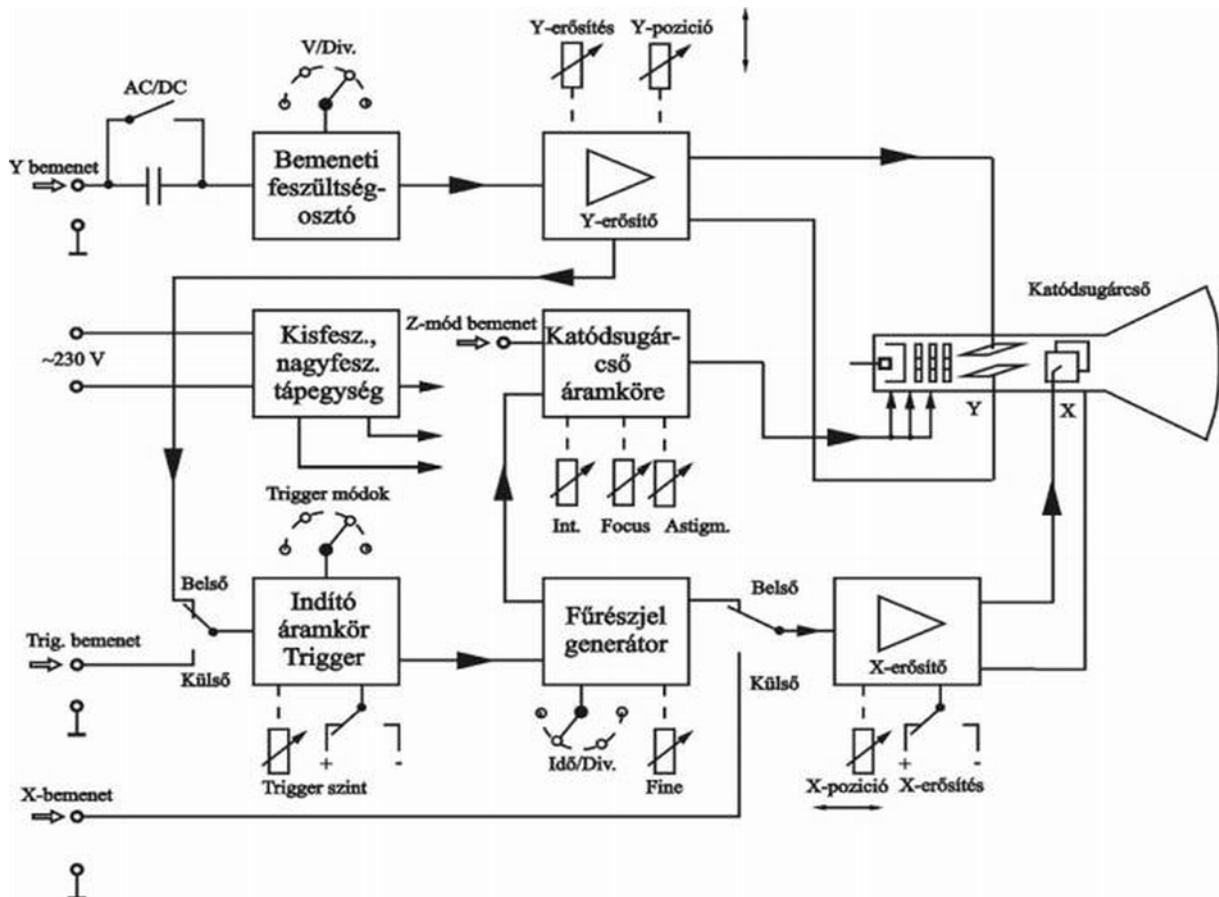 Y-erősítés
Y-pozició
V/Div.
AC/DC
Y bemenet
Bemeneti
feszültség-
osztó
Y-erősítő
Katódsugárcső
~230 V
Kisfesz.,
nagyfesz.
tápegység
Z-mód bemenet
Katódsugár-
cső
áramköre
Y
X
Int.
Focus
Astigm.
Trigger módok
Belső
Trig. bemenet
Külső
Indító
áramkör
Trigger
Fűrészjel
generátor
Belső
Külső
X-erősítő
+
-
Trigger szint
Idő/Div.
Fine
+
-
X-pozició
X-erősítés
X-bemenet